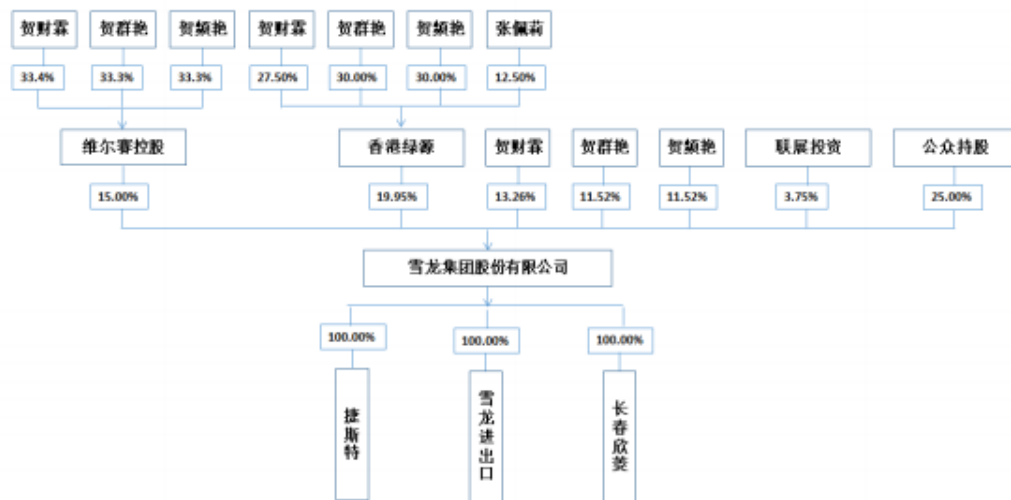 贺财霖 贺群艳 贺频艳 贺财霖 贺群艳 贺频艳 张佩莉
33.4% 33.3% 33.3% 27.50% 30.00% 30.00% 12.50%
维尔赛控股 香港绿源 贺财霖 贺群艳 贺频艳 联展投资 公众持股
15.00% 19.95% 13.26% 11.52% 11.52% 3.75% 25.00%
雪龙集团股份有限公司
100.00% 100.00% 100.00%
捷斯特
雪龙进出口
长春欣菱